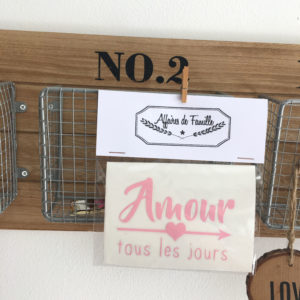 NO.2
Affaires de Famille
Amour
tous les jours
LOV